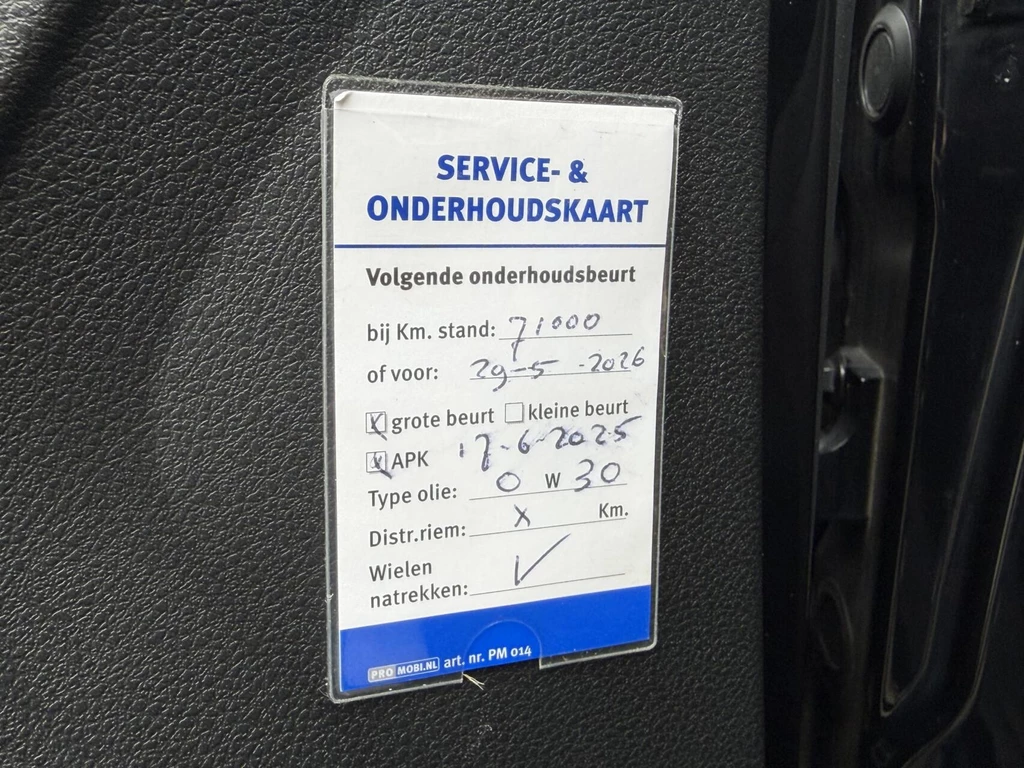 SERVICE- &
ONDERHOUDSKAART
Volgende onderhoudsbeurt
bij Km. stand: 71000
of voor: 29-5-2026
grote beurt kleine beurt
APK 17-6-2025
Type olie: 0 W 30
Distr.riem: X Km.
Wielen
natrekken: ✓
PROMOBI.NL art. nr. PM 014